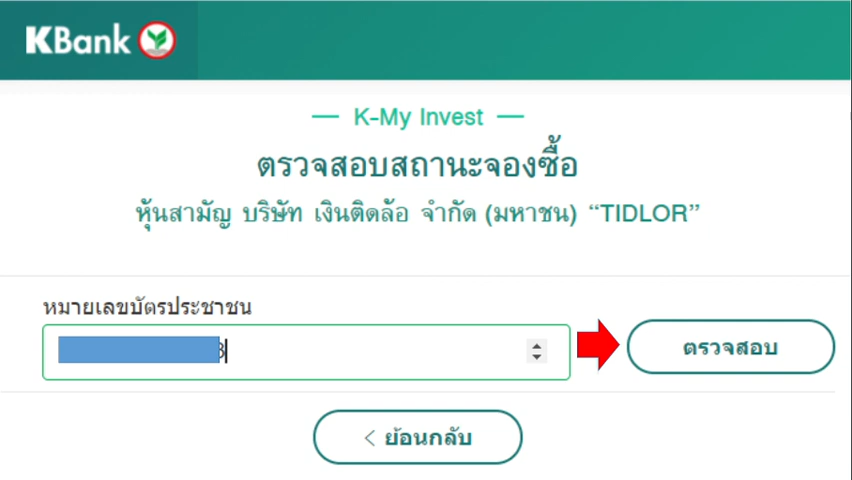 KBank
K-My Invest
ตรวจสอบสถานะจองซื้อ
หุ้นสามัญ บริษัท เงินติดล้อ จำกัด (มหาชน) “TIDLOR”
หมายเลขบัตรประชาชน
ตรวจสอบ
< ย้อนกลับ